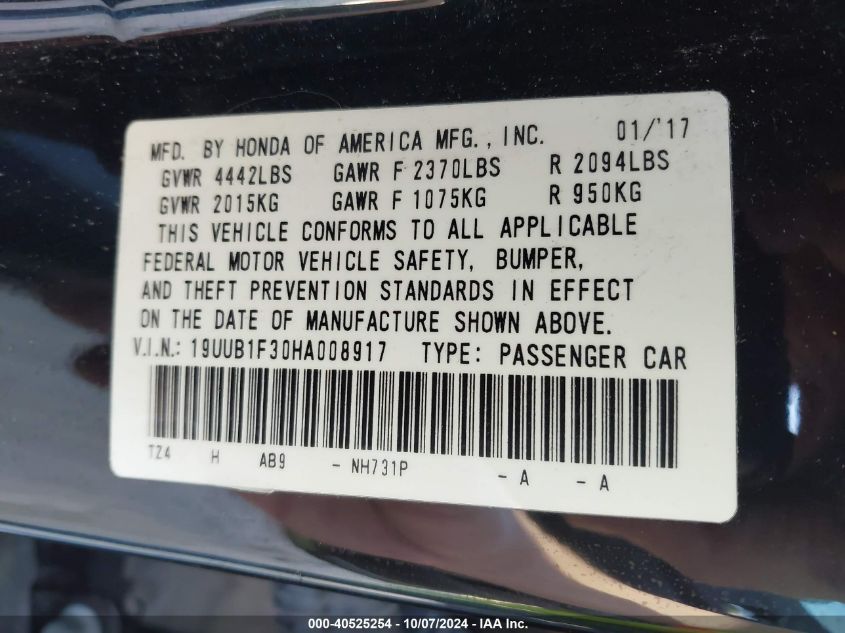 MFD. BY HONDA OF AMERICA MFG., INC. 01/'17
GVWR 4442LBS GAWR F 2370LBS R 2094LBS
GVWR 2015KG GAWR F 1075KG R 950KG
THIS VEHICLE CONFORMS TO ALL APPLICABLE
FEDERAL MOTOR VEHICLE SAFETY, BUMPER,
AND THEFT PREVENTION STANDARDS IN EFFECT
ON THE DATE OF MANUFACTURE SHOWN ABOVE.
V.I.N.: 19UUB1F30HA008917 TYPE: PASSENGER CAR
TZ4 H AB9 - NH731P - A - A
000-40525254 - 10/07/2024 - IAA Inc.